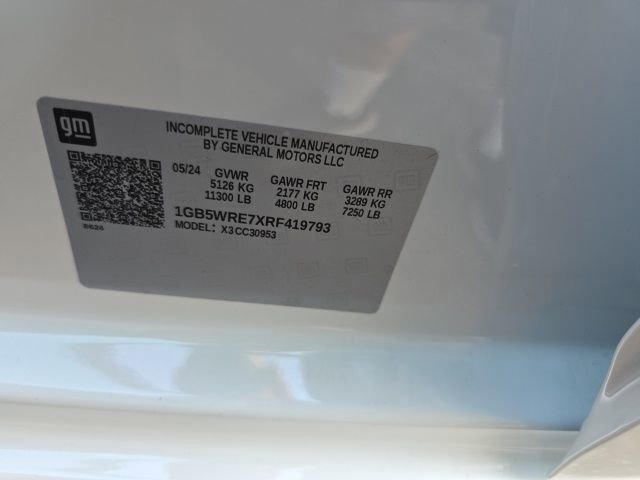 gm
INCOMPLETE VEHICLE MANUFACTURED
BY GENERAL MOTORS LLC
05/24 GVWR GAWR FRT GAWR RR
5126 KG 2177 KG 3289 KG
11300 LB 4800 LB 7250 LB
1GB5WRE7XRF419793
MODEL: X3CC30953